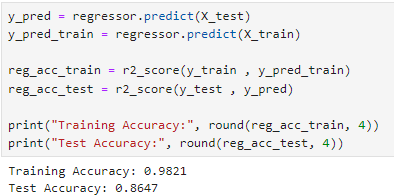 y_pred = regressor.predict(X_test)
y_pred_train = regressor.predict(X_train)
reg_acc_train = r2_score(y_train , y_pred_train)
reg_acc_test = r2_score(y_test , y_pred)
print("Training Accuracy:", round(reg_acc_train, 4))
print("Test Accuracy:", round(reg_acc_test, 4))
Training Accuracy: 0.9821
Test Accuracy: 0.8647